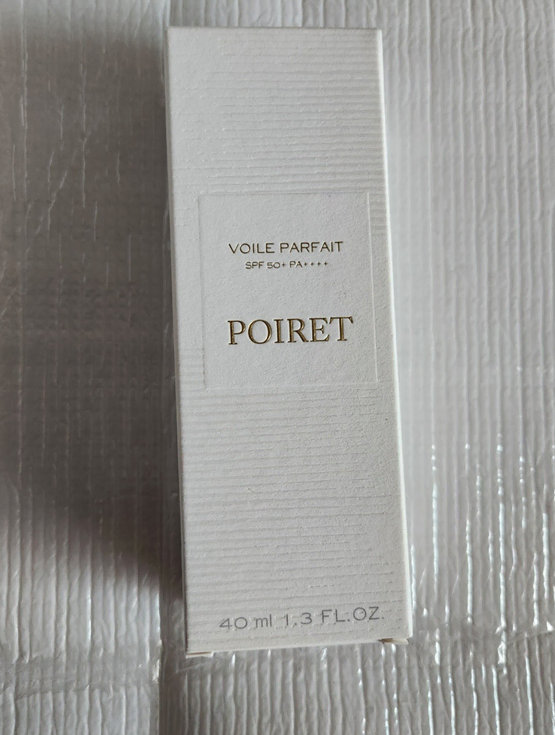 VOILE PARFAIT
SPF 50+ PA++++
POIRET
40 ml 1.3 FL.OZ.